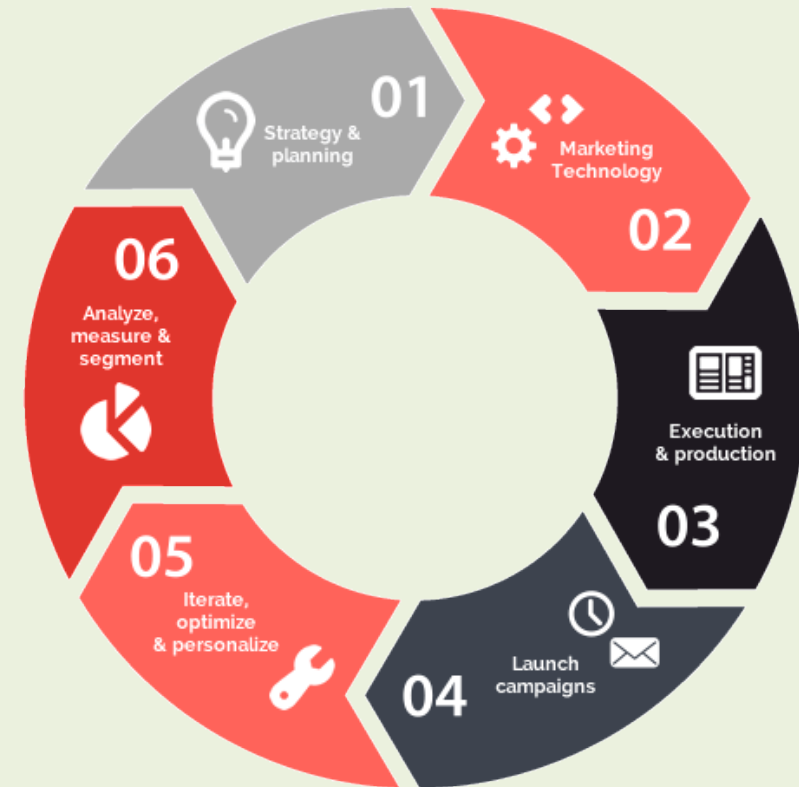 01
Strategy &
planning
Marketing
Technology
02
Execution
& production
03
Launch
campaigns
04
05
Iterate,
optimize
& personalize
06
Analyze,
measure &
segment